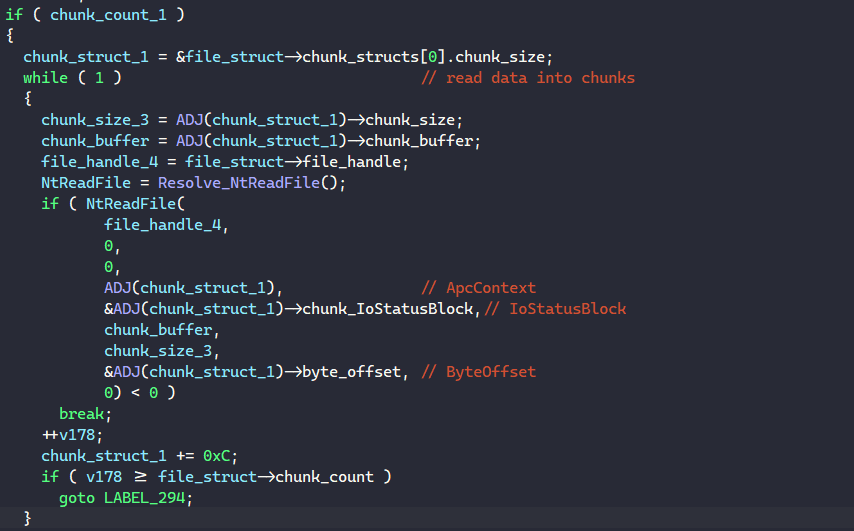 if ( chunk_count_1 )
{
  chunk_struct_1 = &file_struct->chunk_structs[0].chunk_size;
  while ( 1 )                                // read data into chunks
  {
    chunk_size_3 = ADJ(chunk_struct_1)->chunk_size;
    chunk_buffer = ADJ(chunk_struct_1)->chunk_buffer;
    file_handle_4 = file_struct->file_handle;
    NtReadFile = Resolve_NtReadFile();
    if ( NtReadFile(
           file_handle_4,
           0,
           0,
           ADJ(chunk_struct_1),              // ApcContext
           &ADJ(chunk_struct_1)->chunk_IoStatusBlock,// IoStatusBlock
           chunk_buffer,
           chunk_size_3,
           &ADJ(chunk_struct_1)->byte_offset, // ByteOffset
           0) < 0 )
      break;
    ++v178;
    chunk_struct_1 += 0xC;
    if ( v178 >= file_struct->chunk_count )
      goto LABEL_294;
  }